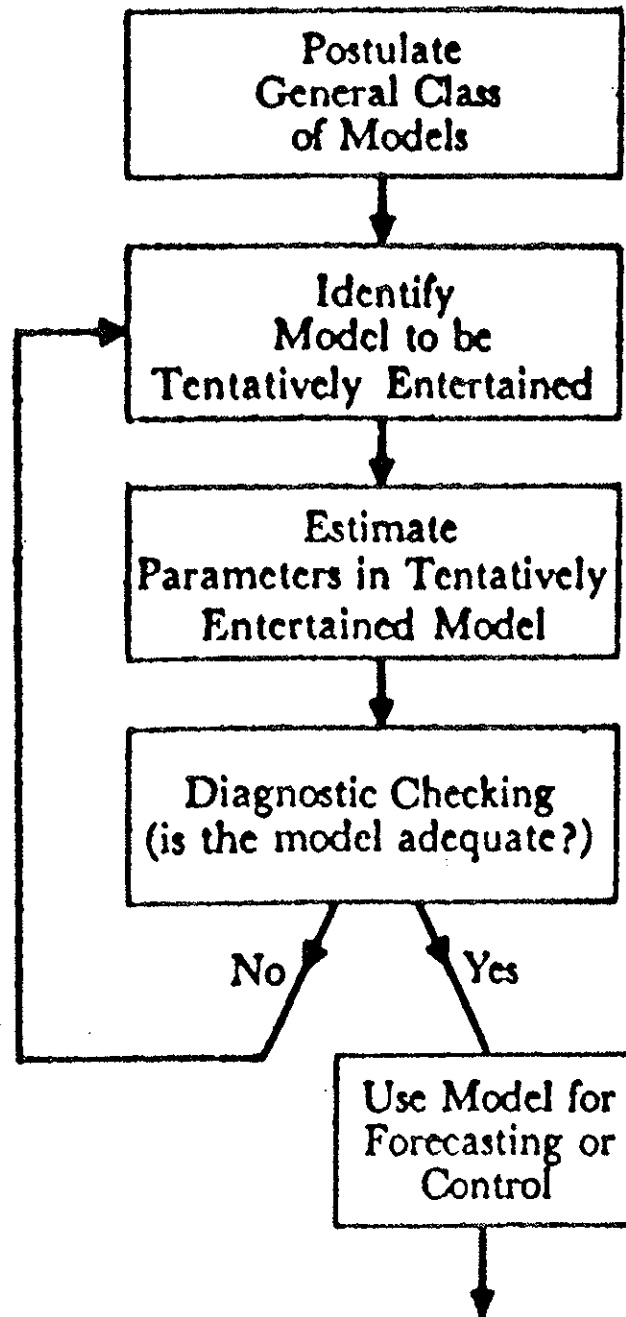 Postulate
General Class
of Models
Identify
Model to be
Tentatively Entertained
Estimate
Parameters in Tentatively
Entertained Model
Diagnostic Checking
(is the model adequate?)
No
Yes
Use Model for
Forecasting or
Control